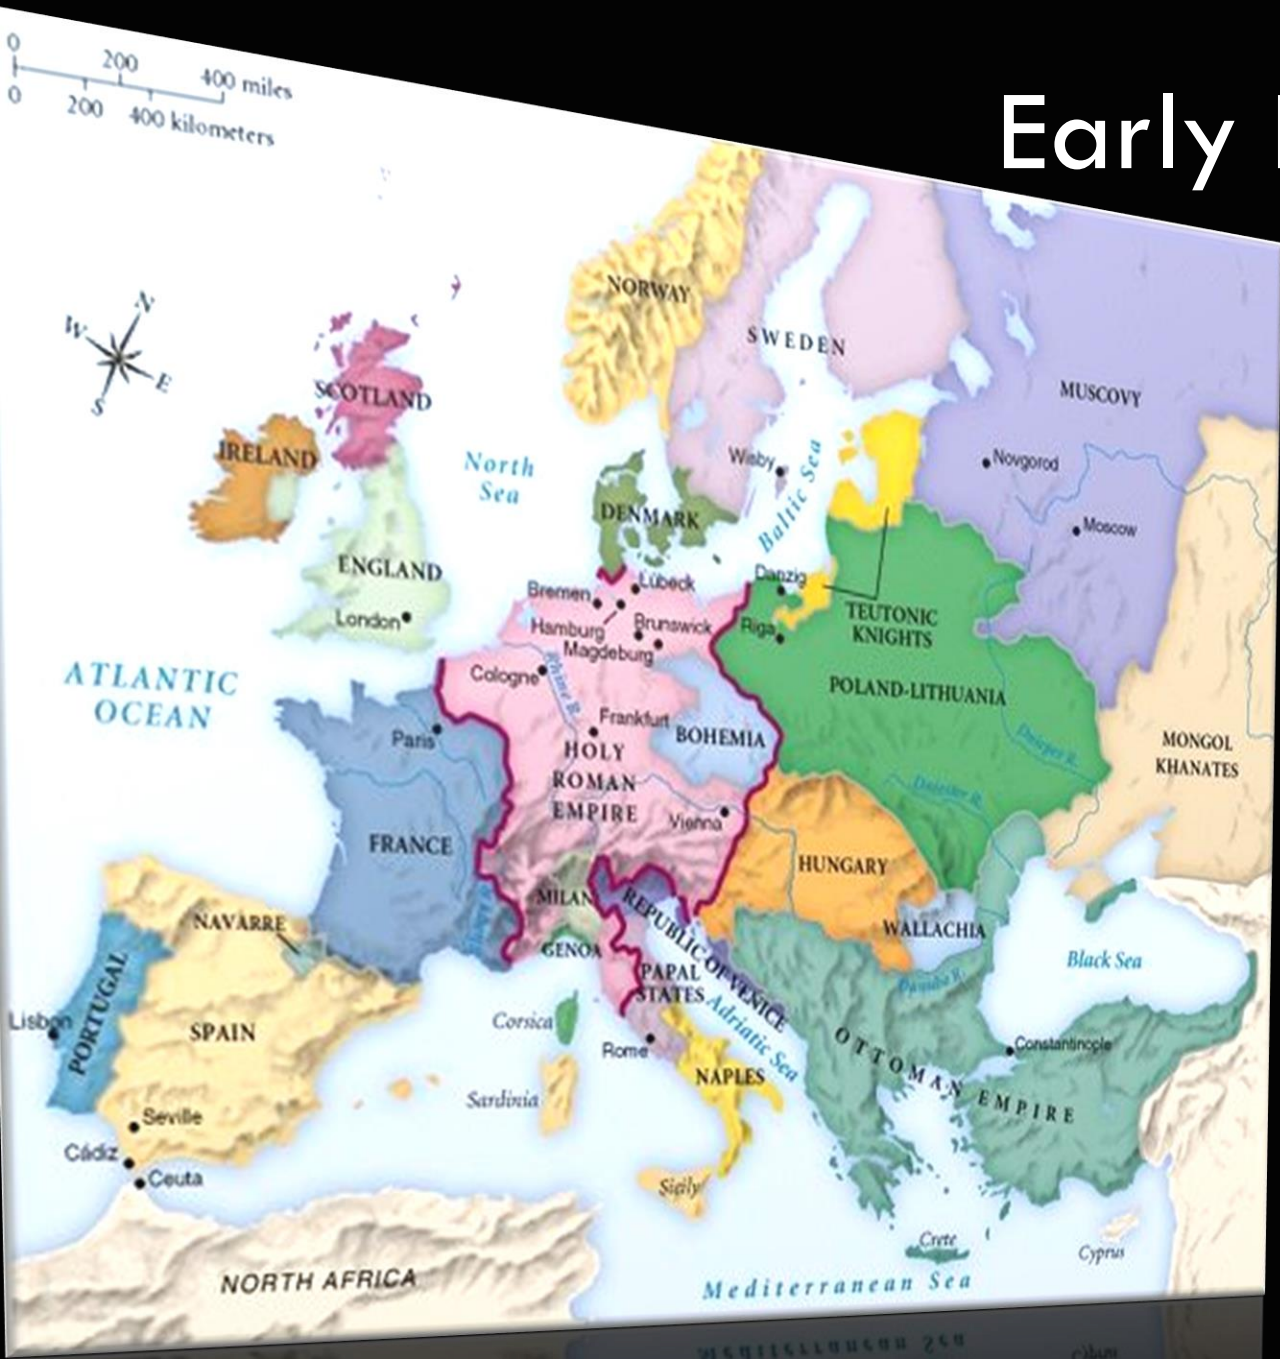 Early
0 200 400 miles
0 200 400 kilometers
N
W
E
S
NORWAY
SWEDEN
SCOTLAND
MUSCOVY
IRELAND
North
Sea
Wisby
Baltic Sea
Novgorod
DENMARK
Moscow
ENGLAND
London
Bremen
Lübeck
Danzig
Hamburg
Brunswick
Riga
TEUTONIC
KNIGHTS
Magdeburg
ATLANTIC
OCEAN
Cologne
Rhine R.
POLAND-LITHUANIA
Paris
Frankfurt
BOHEMIA
Dnieper R.
MONGOL
KHANATES
HOLY
ROMAN
EMPIRE
Dniester R.
Vienna
FRANCE
HUNGARY
MILAN
REPUBLIC OF VENICE
NAVARRE
WALLACHIA
GENOA
Black Sea
PAPAL
STATES
Danube R.
PORTUGAL
Lisbon
SPAIN
Corsica
Adriatic Sea
Rome
Constantinople
OTTOMAN EMPIRE
NAPLES
Sardinia
Seville
Cádiz
Ceuta
Sicily
Crete
Cyprus
NORTH AFRICA
Mediterranean Sea